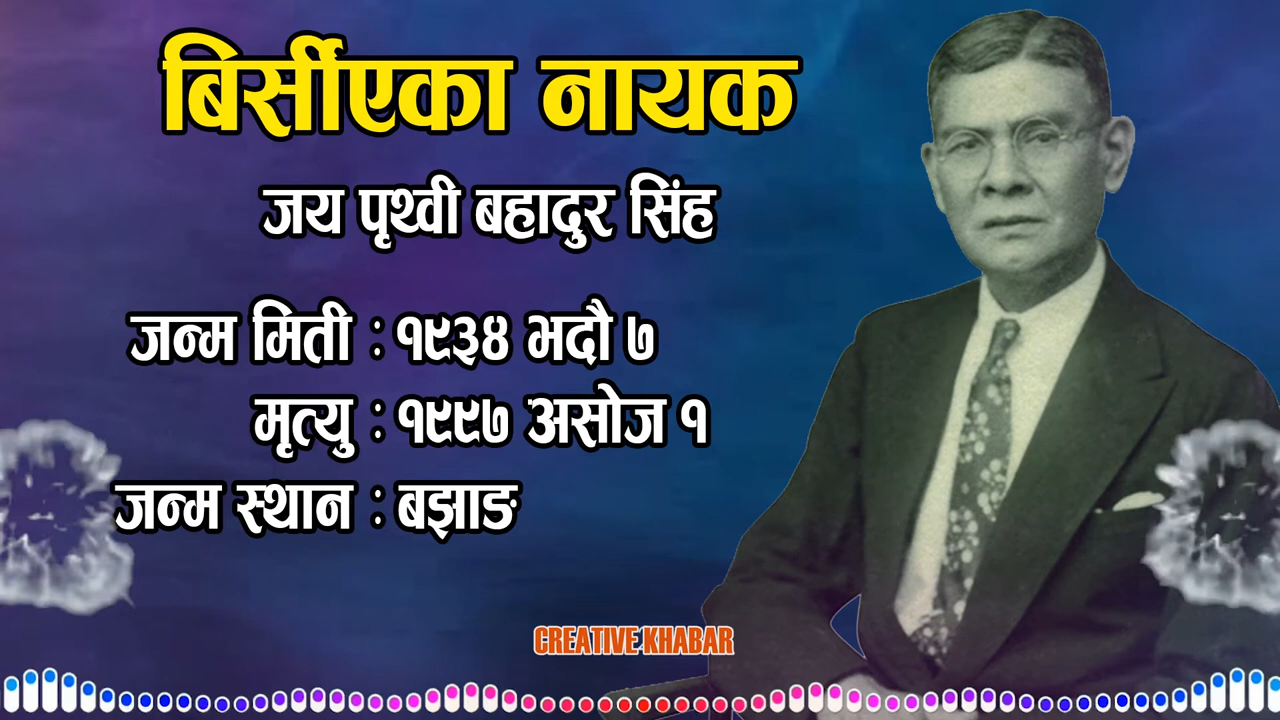 बिर्सीएका नायक
जय पृथ्वी बहादुर सिंह
जन्म मिती : १९३४ भदौ ७
मृत्यु : १९९७ असोज १
जन्म स्थान : बझाङ
CREATIVE KHABAR